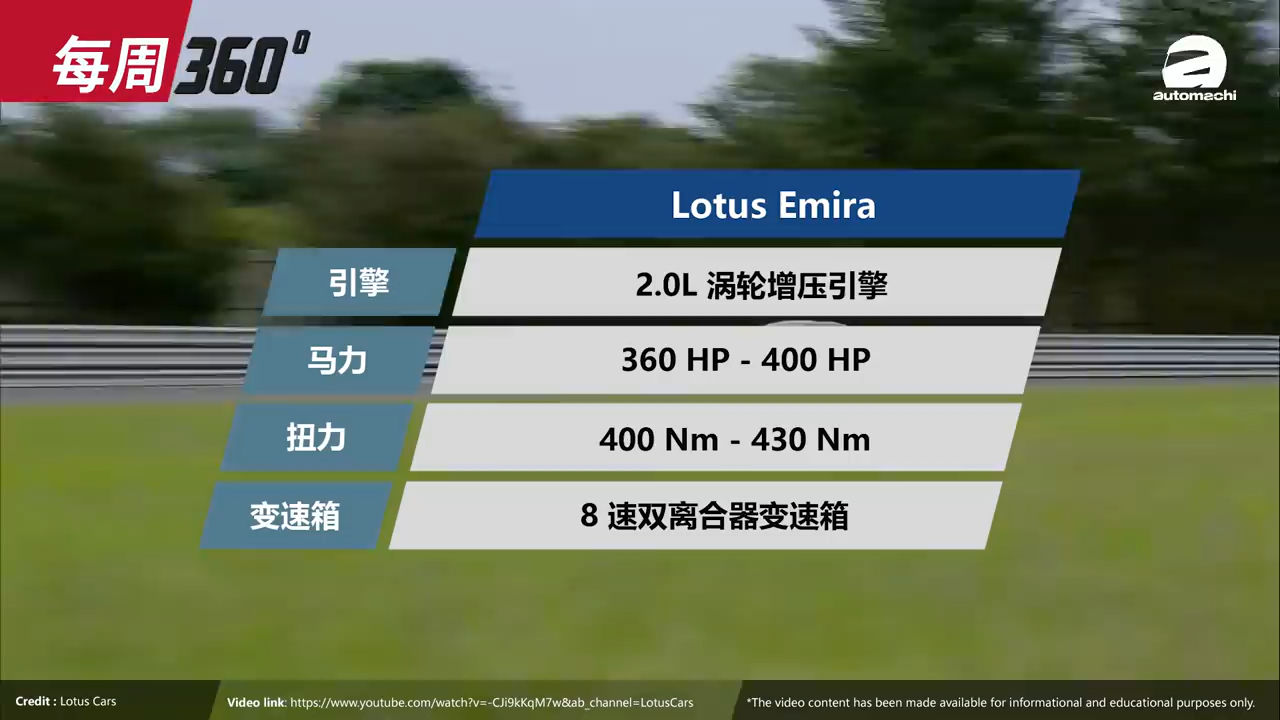 每周360°
automachi
Lotus Emira
引擎
2.0L 涡轮增压引擎
马力
360 HP - 400 HP
扭力
400 Nm - 430 Nm
变速箱
8 速双离合器变速箱
Credit : Lotus Cars
Video link: https://www.youtube.com/watch?v=-CJi9kKqM7w&ab_channel=LotusCars
*The video content has been made available for informational and educational purposes only.